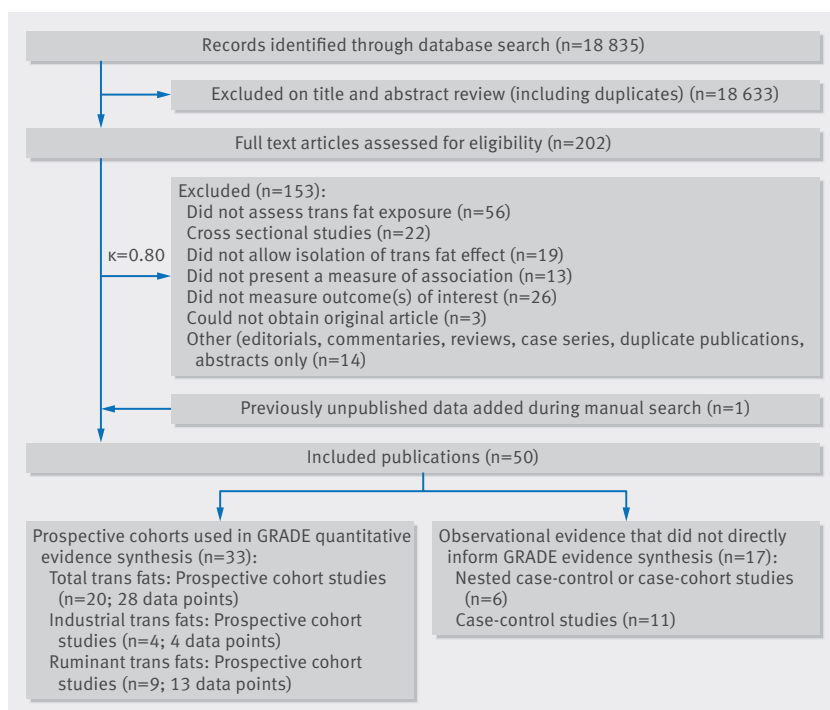 Records identified through database search (n=18 835)
Excluded on title and abstract review (including duplicates) (n=18 633)
Full text articles assessed for eligibility (n=202)
κ=0.80
Excluded (n=153):
Did not assess trans fat exposure (n=56)
Cross sectional studies (n=22)
Did not allow isolation of trans fat effect (n=19)
Did not present a measure of association (n=13)
Did not measure outcome(s) of interest (n=26)
Could not obtain original article (n=3)
Other (editorials, commentaries, reviews, case series, duplicate publications,
abstracts only (n=14)
Previously unpublished data added during manual search (n=1)
Included publications (n=50)
Prospective cohorts used in GRADE quantitative
evidence synthesis (n=33):
Total trans fats: Prospective cohort studies
(n=20; 28 data points)
Industrial trans fats: Prospective cohort
studies (n=4; 4 data points)
Ruminant trans fats: Prospective cohort
studies (n=9; 13 data points)
Observational evidence that did not directly
inform GRADE evidence synthesis (n=17):
Nested case-control or case-cohort studies
(n=6)
Case-control studies (n=11)